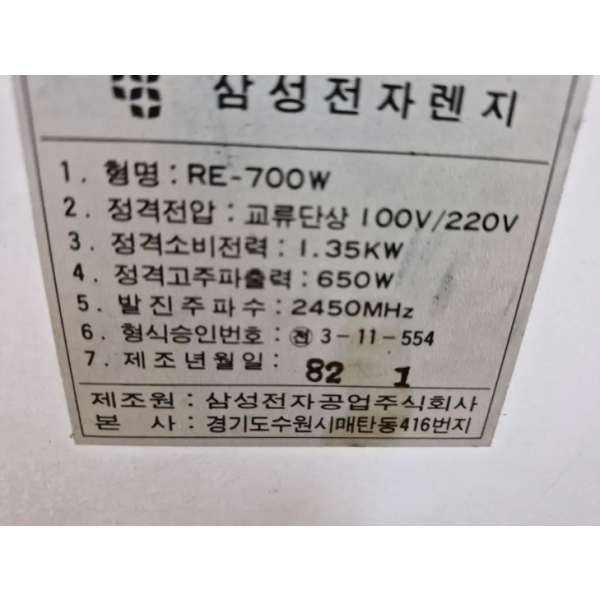 삼성전자렌지
1. 형명 : RE-700W
2. 정격전압 : 교류단상 100V/220V
3. 정격소비전력 : 1.35KW
4. 정격고주파출력 : 650W
5. 발진주파수 : 2450MHz
6. 형식승인번호 : ㊢ 3-11-554
7. 제조년월일 : 82 1
제조원 : 삼성전자공업주식회사
본 사 : 경기도수원시매탄동416번지